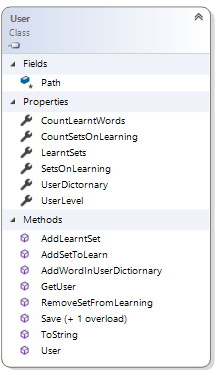 User
Class
Fields
Path
Properties
CountLearntWords
CountSetsOnLearning
LearntSets
SetsOnLearning
UserDictornary
UserLevel
Methods
AddLearntSet
AddSetToLearn
AddWordInUserDictiornary
GetUser
RemoveSetFromLearning
Save (+ 1 overload)
ToString
User